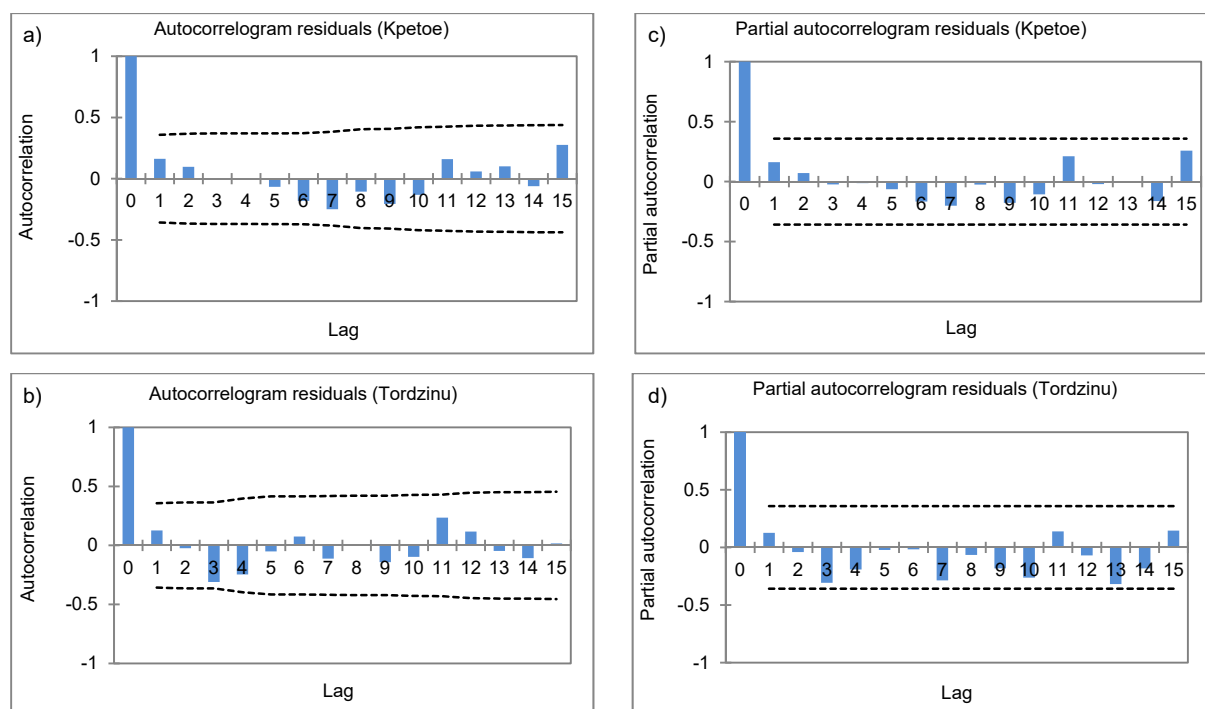 a)
Autocorrelogram residuals (Kpetoe)
1
0.5
0
-0.5
-1
Autocorrelation
0 1 2 3 4 5 6 7 8 9 10 11 12 13 14 15
Lag
c)
Partial autocorrelogram residuals (Kpetoe)
1
0.5
0
-0.5
-1
Partial autocorrelation
0 1 2 3 4 5 6 7 8 9 10 11 12 13 14 15
Lag
b)
Autocorrelogram residuals (Tordzinu)
1
0.5
0
-0.5
-1
Autocorrelation
0 1 2 3 4 5 6 7 8 9 10 11 12 13 14 15
Lag
d)
Partial autocorrelogram residuals (Tordzinu)
1
0.5
0
-0.5
-1
Partial autocorrelation
0 1 2 3 4 5 6 7 8 9 10 11 12 13 14 15
Lag